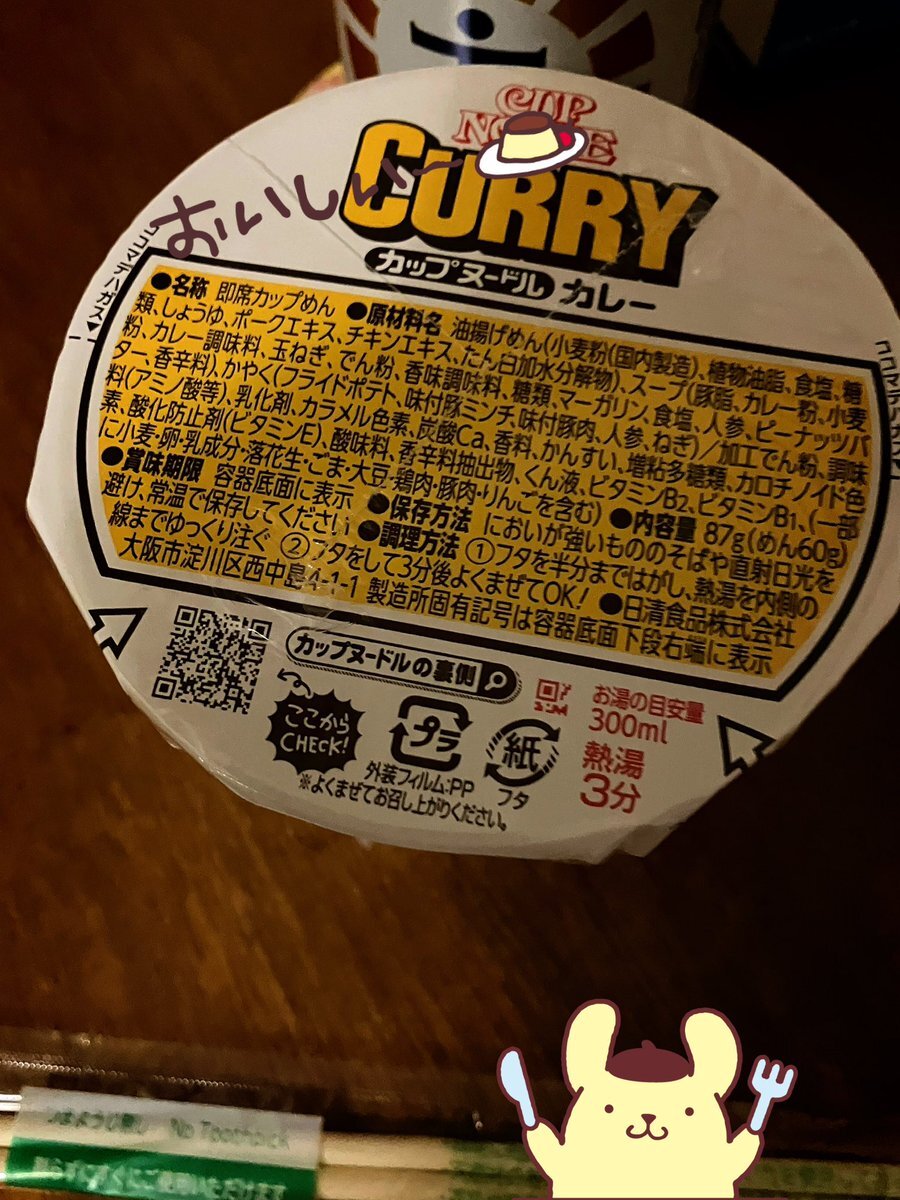 CUP
NOODLE
CURRY
おいしいー
カップヌードル カレー
ココマデハガス
ココマデハガス
●名称 即席カップめん ●原材料名 油揚げめん(小麦粉(国内製造)、植物油脂、食塩、糖
類、しょうゆ、ポークエキス、チキンエキス、たん白加水分解物)、スープ(豚脂、カレー粉、小麦
粉、カレー調味料、玉ねぎ、でん粉、香味調味料、糖類、マーガリン、食塩、人参、ピーナッツバ
ター、香辛料)、かやく(フライドポテト、味付豚ミンチ、味付豚肉、人参、ねぎ)/加工でん粉、調味
料(アミノ酸等)、乳化剤、カラメル色素、炭酸Ca、香料、かんすい、増粘多糖類、カロチノイド色
素、酸化防止剤(ビタミンE)、酸味料、香辛料抽出物、くん液、ビタミンB2、ビタミンB1、(一部
に小麦・卵・乳成分・落花生・ごま・大豆・鶏肉・豚肉・りんごを含む) ●内容量 87g(めん60g)
●賞味期限 容器底面に表示 ●保存方法 においが強いもののそばや直射日光を
避け、常温で保存してください ●調理方法 ①フタを半分まではがし、熱湯を内側の
線までゆっくり注ぐ ②フタをして3分後よくまぜてOK! ●日清食品株式会社
大阪市淀川区西中島4-1-1 製造所固有記号は容器底面下段右端に表示
カップヌードルの裏側
ここから
CHECK!
プラ
外装フィルム:PP
紙
フタ
※よくまぜてお召し上がりください。
お湯の目安量
300ml
熱湯
3分
つまようじ無し No Toothpick